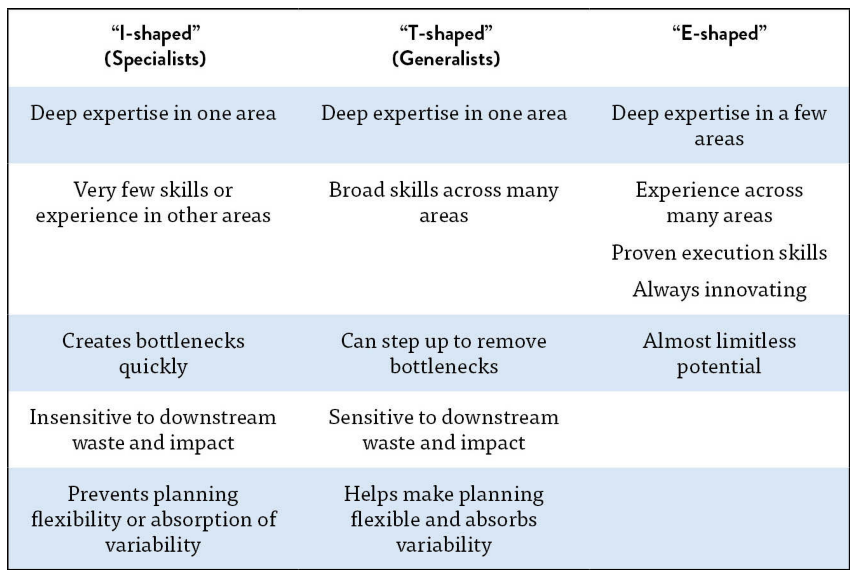 “I-shaped”
(Specialists)
“T-shaped”
(Generalists)
“E-shaped”
Deep expertise in one area
Deep expertise in one area
Deep expertise in a few
areas
Very few skills or
experience in other areas
Broad skills across many
areas
Experience across
many areas
Proven execution skills
Always innovating
Creates bottlenecks
quickly
Can step up to remove
bottlenecks
Almost limitless
potential
Insensitive to downstream
waste and impact
Sensitive to downstream
waste and impact
Prevents planning
flexibility or absorption of
variability
Helps make planning
flexible and absorbs
variability